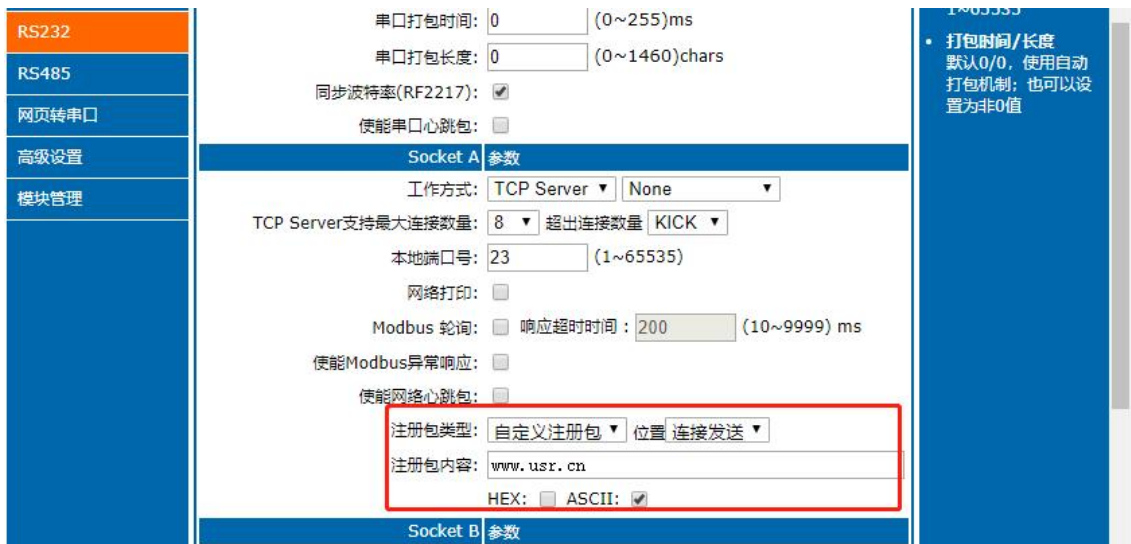 RS232
RS485
网页转串口
高级设置
模块管理
串口打包时间: 0 (0~255)ms
串口打包长度: 0 (0~1460)chars
同步波特率(RF2217):
使能串口心跳包:
Socket A 参数
工作方式: TCP Server None
TCP Server支持最大连接数量: 8 超出连接数量 KICK
本地端口号: 23 (1~65535)
网络打印:
Modbus 轮询: 响应超时时间：200 (10~9999) ms
使能Modbus异常响应:
使能网络心跳包:
注册包类型: 自定义注册包 位置 连接发送
注册包内容: www.usr.cn
HEX: ASCII:
Socket B 参数
1~65535
• 打包时间/长度
默认0/0，使用自动
打包机制；也可以设
置为非0值